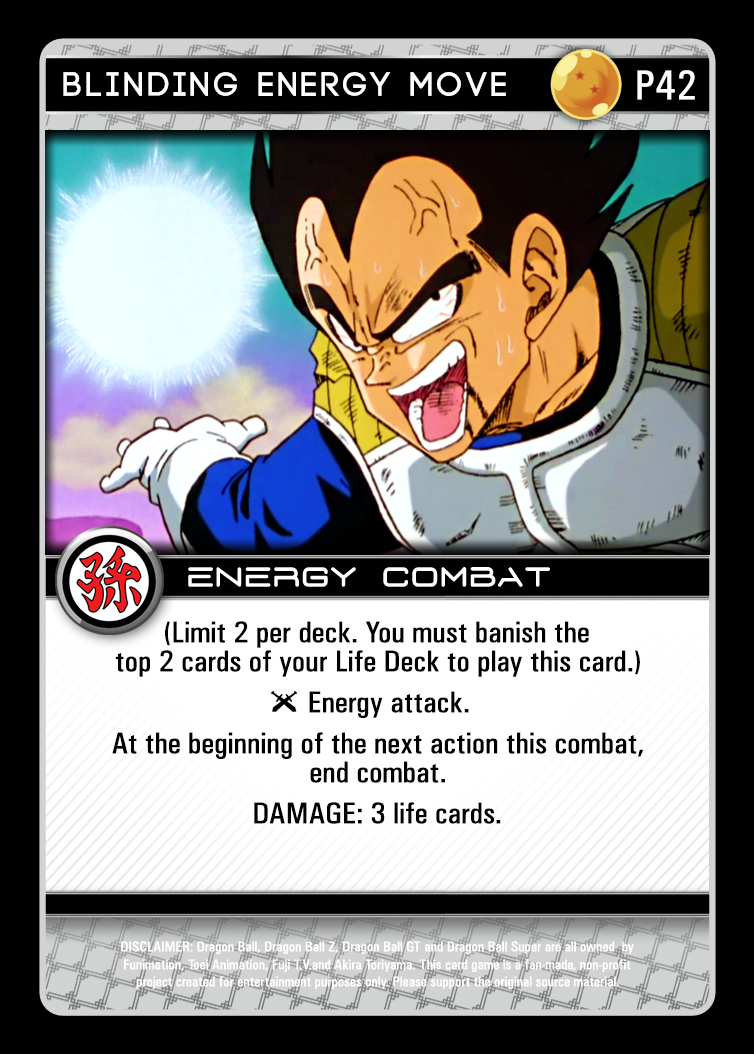 BLINDING ENERGY MOVE
P42
孫
ENERGY COMBAT
(Limit 2 per deck. You must banish the
top 2 cards of your Life Deck to play this card.)
Energy attack.
At the beginning of the next action this combat,
end combat.
DAMAGE: 3 life cards.
DISCLAIMER: Dragon Ball, Dragon Ball Z, Dragon Ball GT and Dragon Ball Super are all owned by
Funimation, Toei Animation, Fuji T.V.and Akira Toriyama. This card game is a fan-made, non-profit
project created for entertainment purposes only. Please support the original source material.